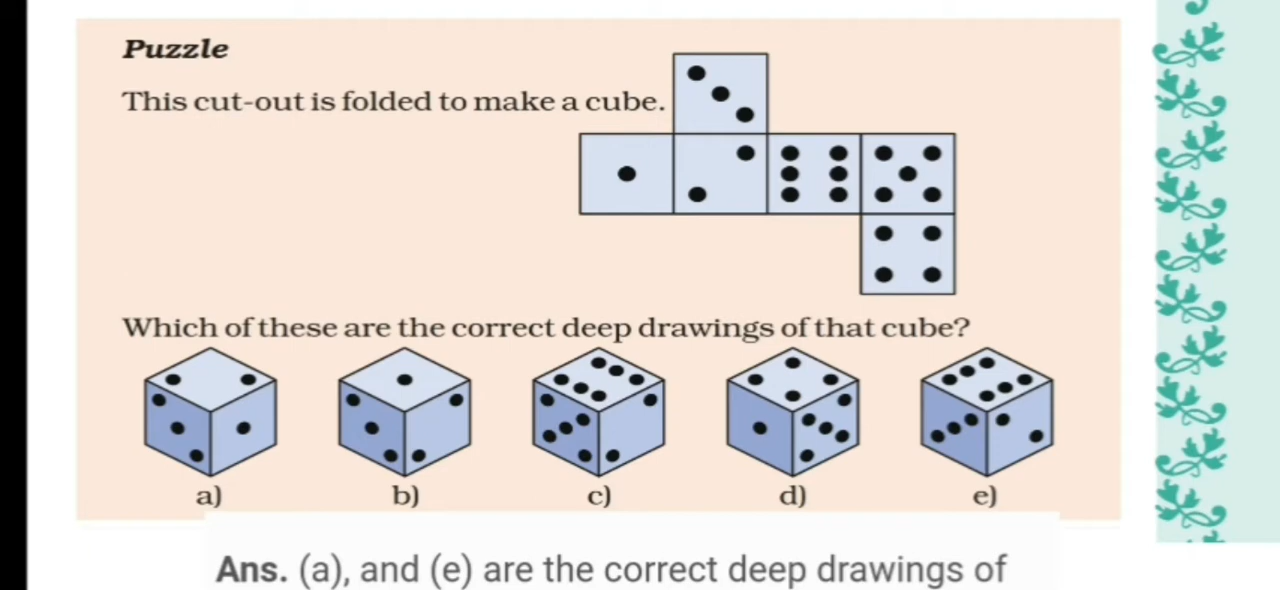 Puzzle
This cut-out is folded to make a cube.
Which of these are the correct deep drawings of that cube?
a) b) c) d) e)
Ans. (a), and (e) are the correct deep drawings of